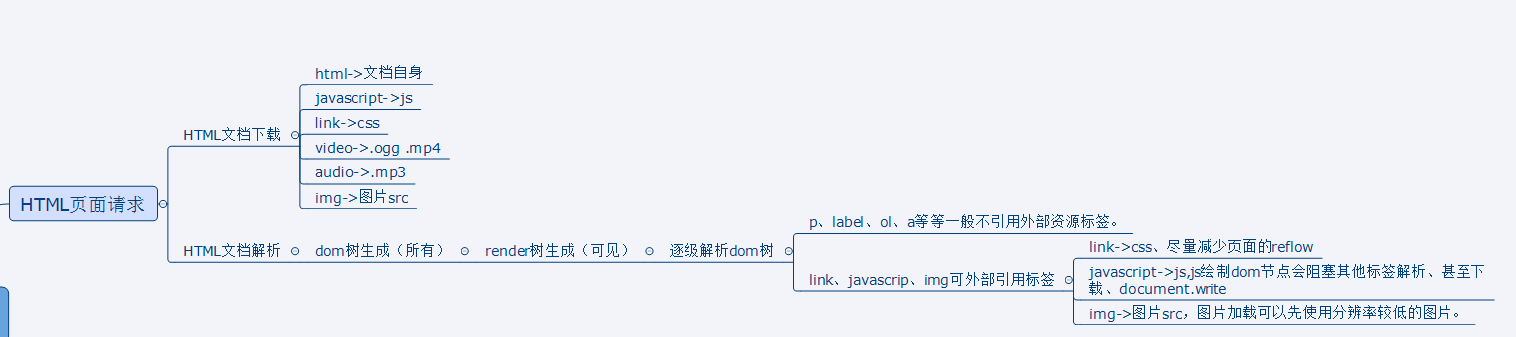 HTML页面请求
HTML文档下载
html->文档自身
javascript->js
link->css
video->.ogg .mp4
audio->.mp3
img->图片src
HTML文档解析
dom树生成（所有）
render树生成（可见）
逐级解析dom树
p、label、ol、a等等一般不引用外部资源标签。
link、javascrip、img可外部引用标签
link->css、尽量减少页面的reflow
javascript->js,js绘制dom节点会阻塞其他标签解析、甚至下
载、document.write
img->图片src，图片加载可以先使用分辨率较低的图片。